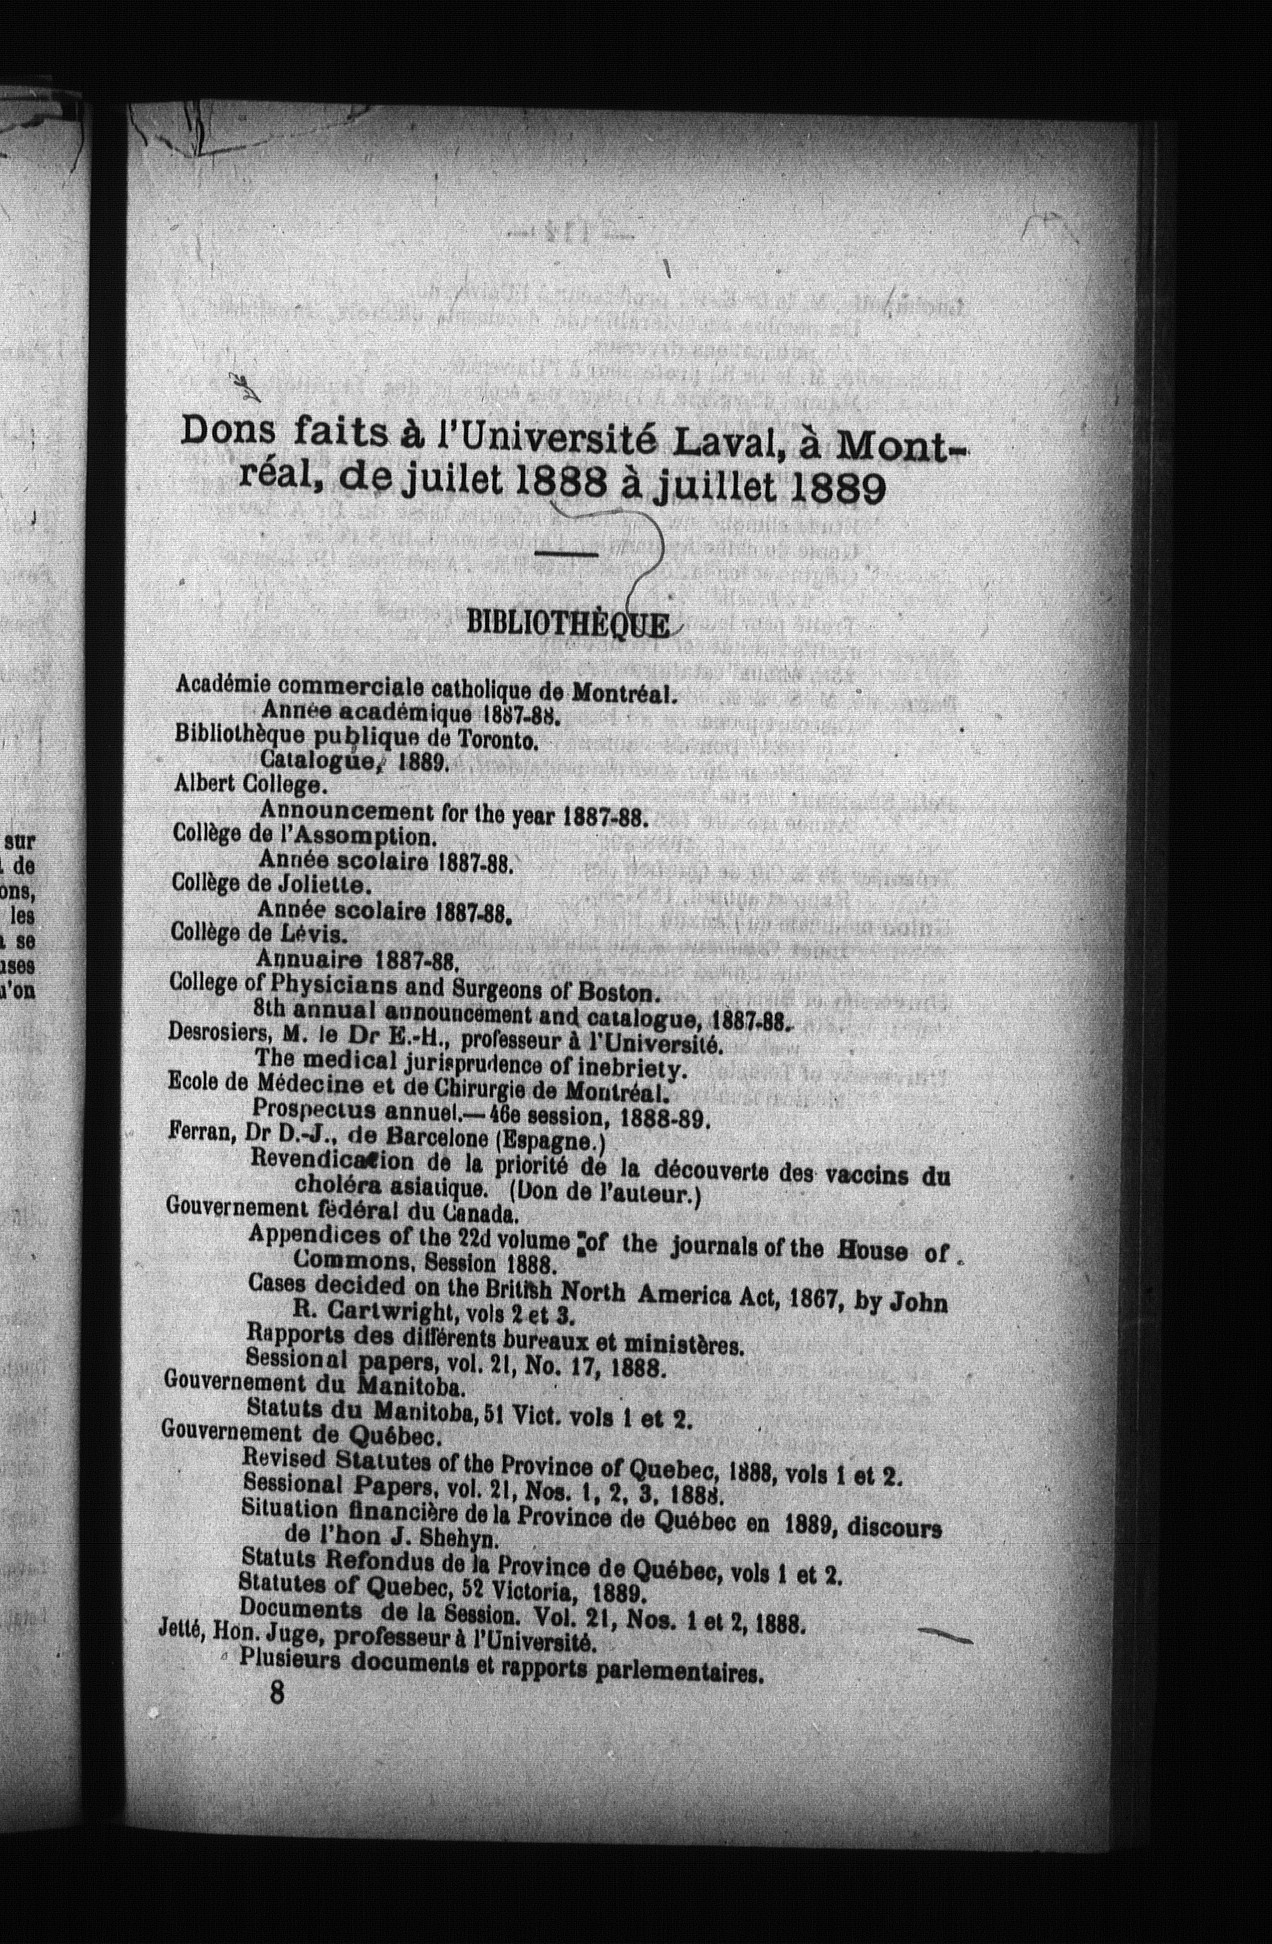 Dons faits à l'Université Laval, à Mont-
réal, de juilet 1888 à juillet 1889
BIBLIOTHÈQUE
Académie commerciale catholique de Montréal.
Année académique 1887-88.
Bibliothèque publique de Toronto.
Catalogue, 1889.
Albert College.
Announcement for the year 1887-88.
Collège de l'Assomption.
Année scolaire 1887-88.
Collège de Joliette.
Année scolaire 1887-88.
Collège de Lévis.
Annuaire 1887-88.
College of Physicians and Surgeons of Boston.
8th annual announcement and catalogue, 1887-88.
Desrosiers, M. le Dr E.-H., professeur à l'Université.
The medical jurisprudence of inebriety.
Ecole de Médecine et de Chirurgie de Montréal.
Prospectus annuel.—46e session, 1888-89.
Ferran, Dr D.-J., de Barcelone (Espagne.)
Revendication de la priorité de la découverte des vaccins du
choléra asiatique. (Don de l'auteur.)
Gouvernement fédéral du Canada.
Appendices of the 22d volume of the journals of the House of
Commons, Session 1888.
Cases decided on the British North America Act, 1867, by John
R. Cartwright, vols 2 et 3.
Rapports des différents bureaux et ministères.
Sessional papers, vol. 21, No. 17, 1888.
Gouvernement du Manitoba.
Statuts du Manitoba, 51 Vict. vols 1 et 2.
Gouvernement de Québec.
Revised Statutes of the Province of Quebec, 1888, vols 1 et 2.
Sessional Papers, vol. 21, Nos. 1, 2, 3, 1888.
Situation financière de la Province de Québec en 1889, discours
de l'hon J. Shehyn.
Statuts Refondus de la Province de Québec, vols 1 et 2.
Statutes of Quebec, 52 Victoria, 1889.
Documents de la Session. Vol. 21, Nos. 1 et 2, 1888.
Jetté, Hon. Juge, professeur à l'Université.
Plusieurs documents et rapports parlementaires.
8